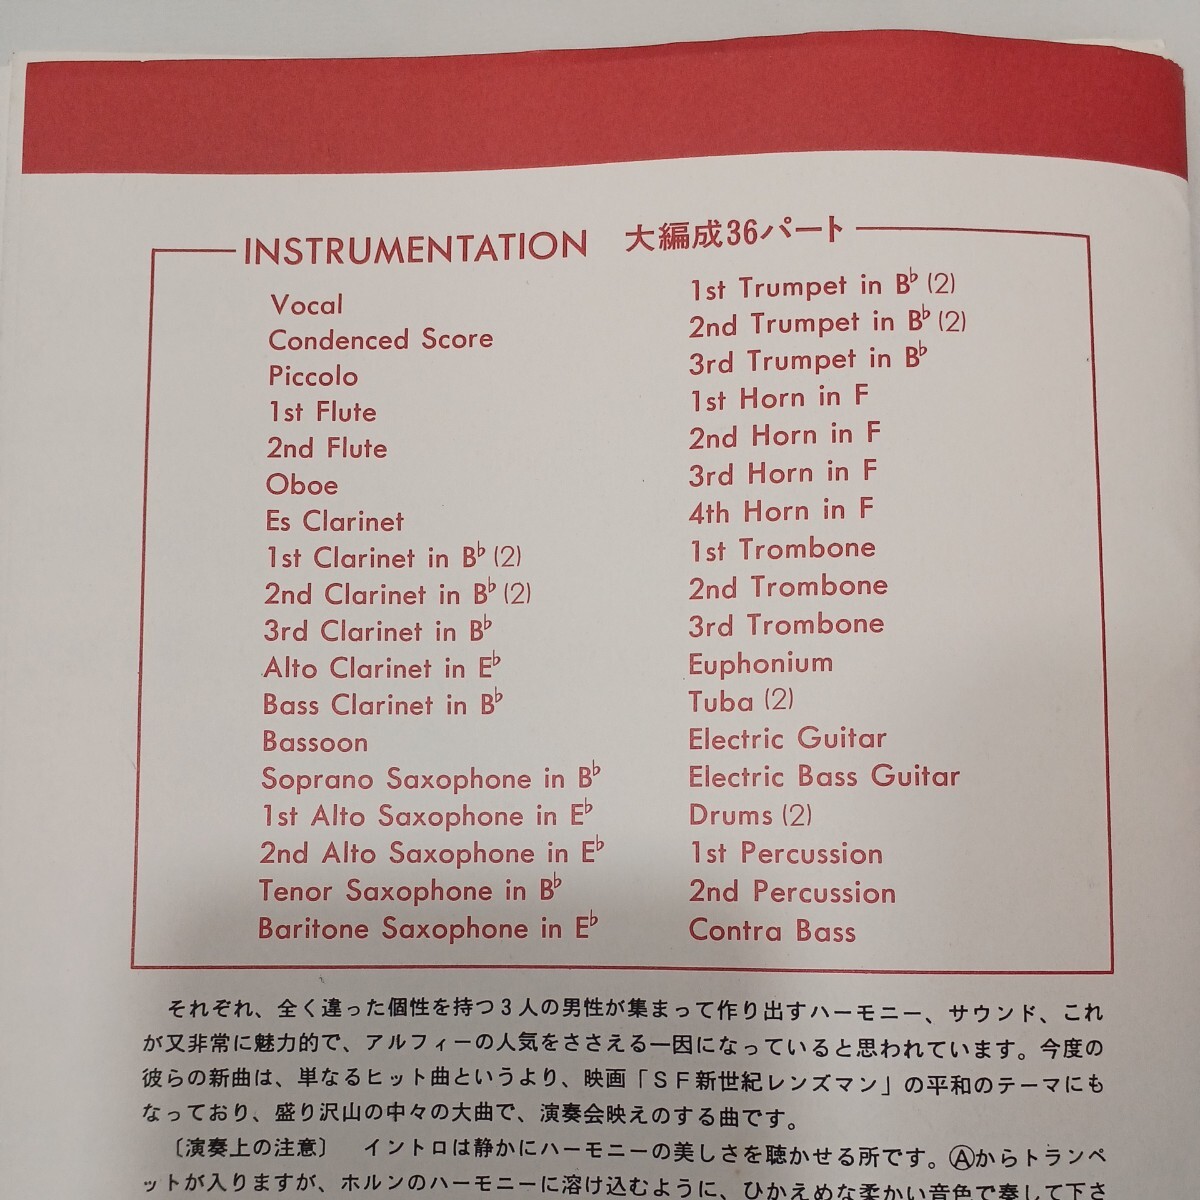 INSTRUMENTATION 大編成36パート
Vocal
Condenced Score
Piccolo
1st Flute
2nd Flute
Oboe
Es Clarinet
1st Clarinet in B♭ (2)
2nd Clarinet in B♭ (2)
3rd Clarinet in B♭
Alto Clarinet in E♭
Bass Clarinet in B♭
Bassoon
Soprano Saxophone in B♭
1st Alto Saxophone in E♭
2nd Alto Saxophone in E♭
Tenor Saxophone in B♭
Baritone Saxophone in E♭
1st Trumpet in B♭ (2)
2nd Trumpet in B♭ (2)
3rd Trumpet in B♭
1st Horn in F
2nd Horn in F
3rd Horn in F
4th Horn in F
1st Trombone
2nd Trombone
3rd Trombone
Euphonium
Tuba (2)
Electric Guitar
Electric Bass Guitar
Drums (2)
1st Percussion
2nd Percussion
Contra Bass
それぞれ、全く違った個性を持つ3人の男性が集まって作り出すハーモニー、サウンド、これ
が又非常に魅力的で、アルフィーの人気をささえる一因になっていると思われています。今度の
彼らの新曲は、単なるヒット曲というより、映画「SF新世紀レンズマン」の平和のテーマにも
なっており、盛り沢山の中々の大曲で、演奏会映えのする曲です。
〔演奏上の注意〕 イントロは静かにハーモニーの美しさを聴かせる所です。Ⓐからトランペ
ットが入りますが、ホルンのハーモニーに溶け込むように、ひかえめな柔かい音色で奏して下さ